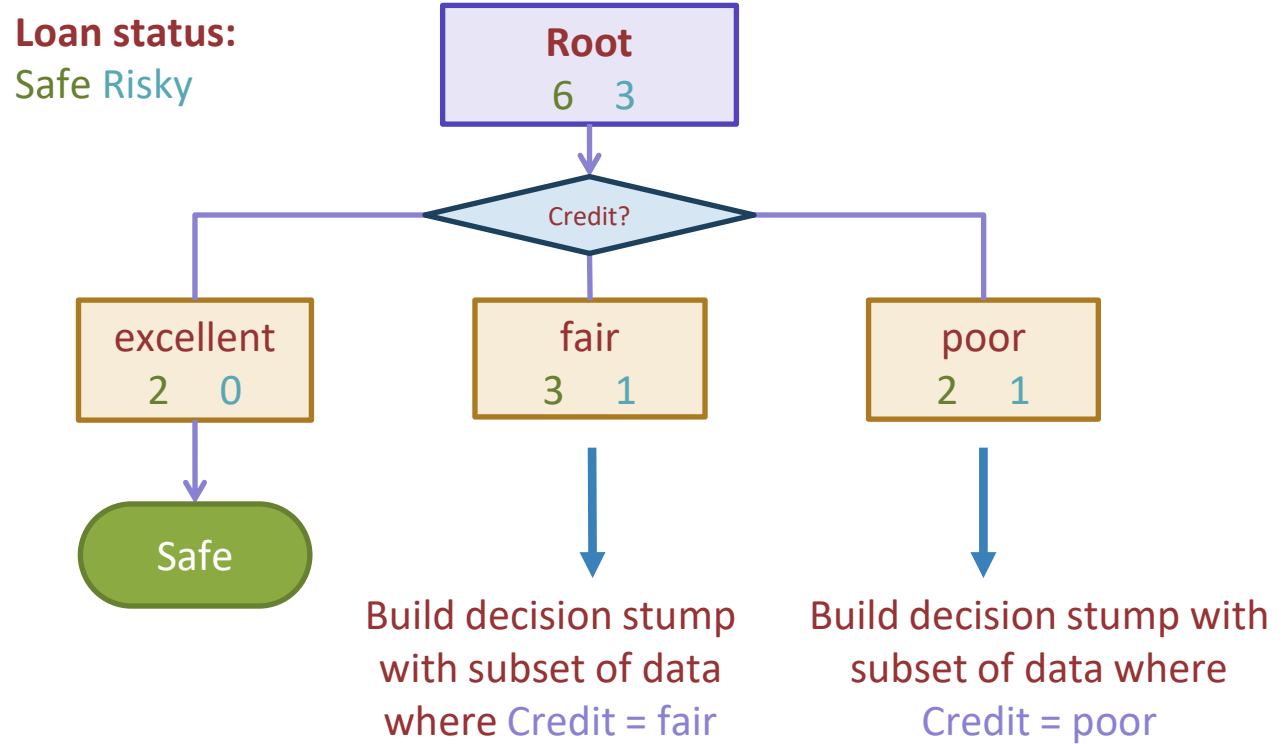 Loan status:
Safe Risky
Root
6 3
Credit?
excellent
2 0
fair
3 1
poor
2 1
Safe
Build decision stump
with subset of data
where Credit = fair
Build decision stump with
subset of data where
Credit = poor